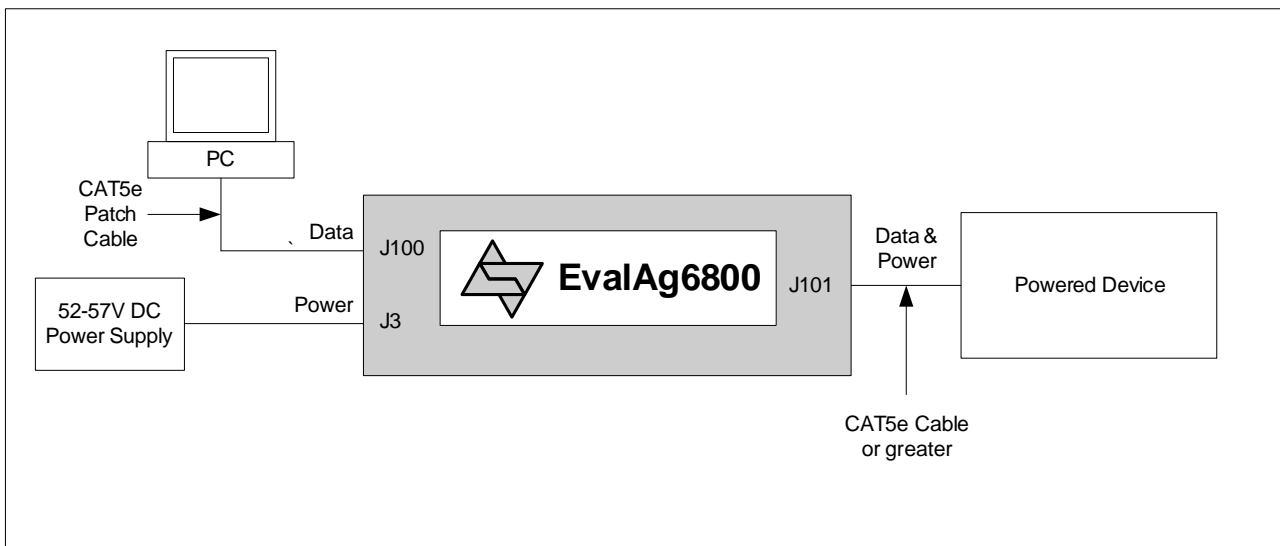 PC
CAT5e
Patch
Cable
Data
J100
Power
J3
52-57V DC
Power Supply
EvalAg6800
J101
Data &
Power
Powered Device
CAT5e Cable
or greater